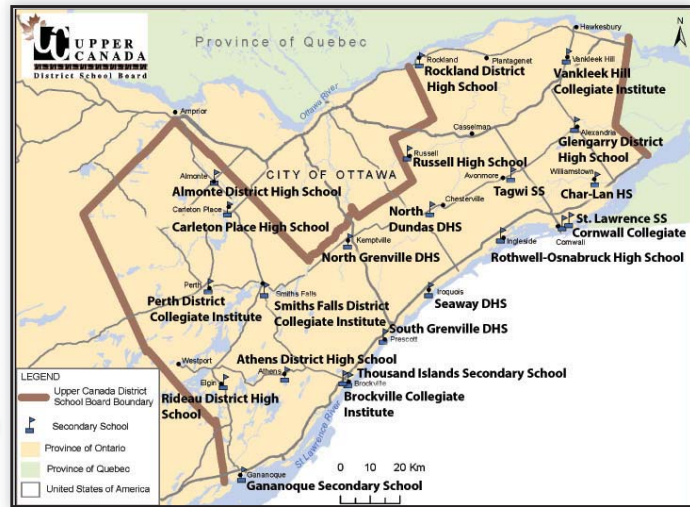 UC UPPER
CANADA
District School Board
Province of Quebec
Hawkesbury
Rockland
Rockland District
High School
Plantagenet
Vankleek Hill
Vankleek Hill
Collegiate Institute
Ottawa River
Arnprior
Casselman
Alexandria
Glengarry District
High School
CITY OF OTTAWA
Russell
Russell High School
Almonte
Almonte District High School
Avonmore
Tagwi SS
Williamstown
Char-Lan HS
Carleton Place
Carleton Place High School
Chesterville
North
Dundas DHS
St. Lawrence SS
Cornwall Collegiate
Cornwall
Kemptville
North Grenville DHS
Ingleside
Rothwell-Osnabruck High School
Perth
Perth District
Collegiate Institute
Smiths Falls
Smiths Falls District
Collegiate Institute
Iroquois
Seaway DHS
South Grenville DHS
Prescott
Westport
Athens District High School
Athens
Thousand Islands Secondary School
Brockville
Brockville Collegiate
Institute
Elgin
Rideau District High
School
St Lawrence River
Gananoque
Gananoque Secondary School
0 10 20 Km
LEGEND
Upper Canada District
School Board Boundary
Secondary School
Province of Ontario
Province of Quebec
United States of America